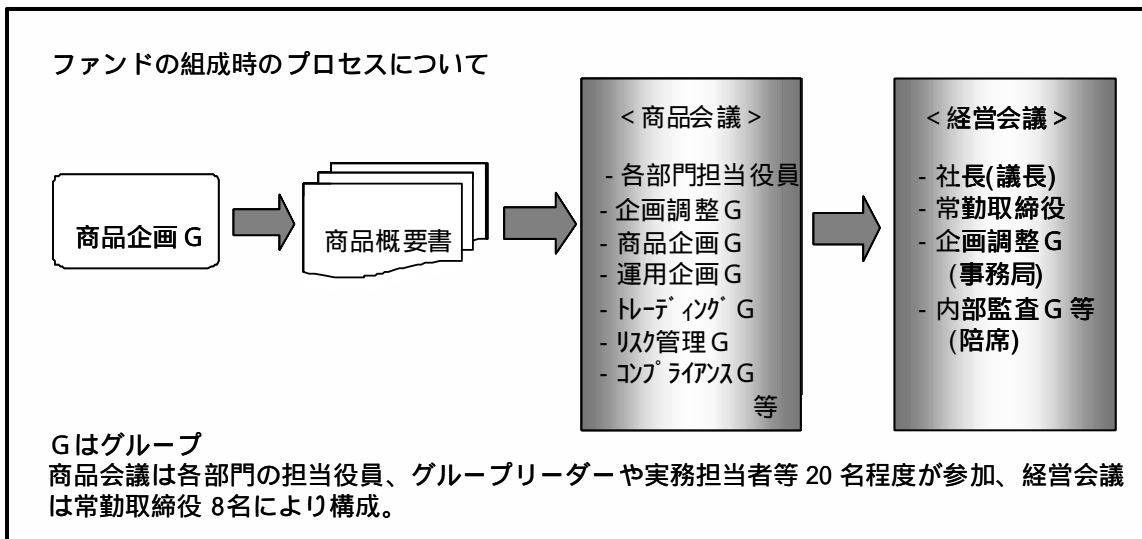 ファンドの組成時のプロセスについて
商品企画G
商品概要書
<商品会議>
- 各部門担当役員
- 企画調整G
- 商品企画G
- 運用企画G
- ﾄﾚｰﾃﾞｨﾝｸﾞG
- ﾘｽｸ管理G
- ｺﾝﾌﾟﾗｲｱﾝｽG
等
<経営会議>
- 社長(議長)
- 常勤取締役
- 企画調整G
(事務局)
- 内部監査G等
(陪席)
Gはグループ
商品会議は各部門の担当役員、グループリーダーや実務担当者等 20 名程度が参加、経営会議
は常勤取締役 8名により構成。